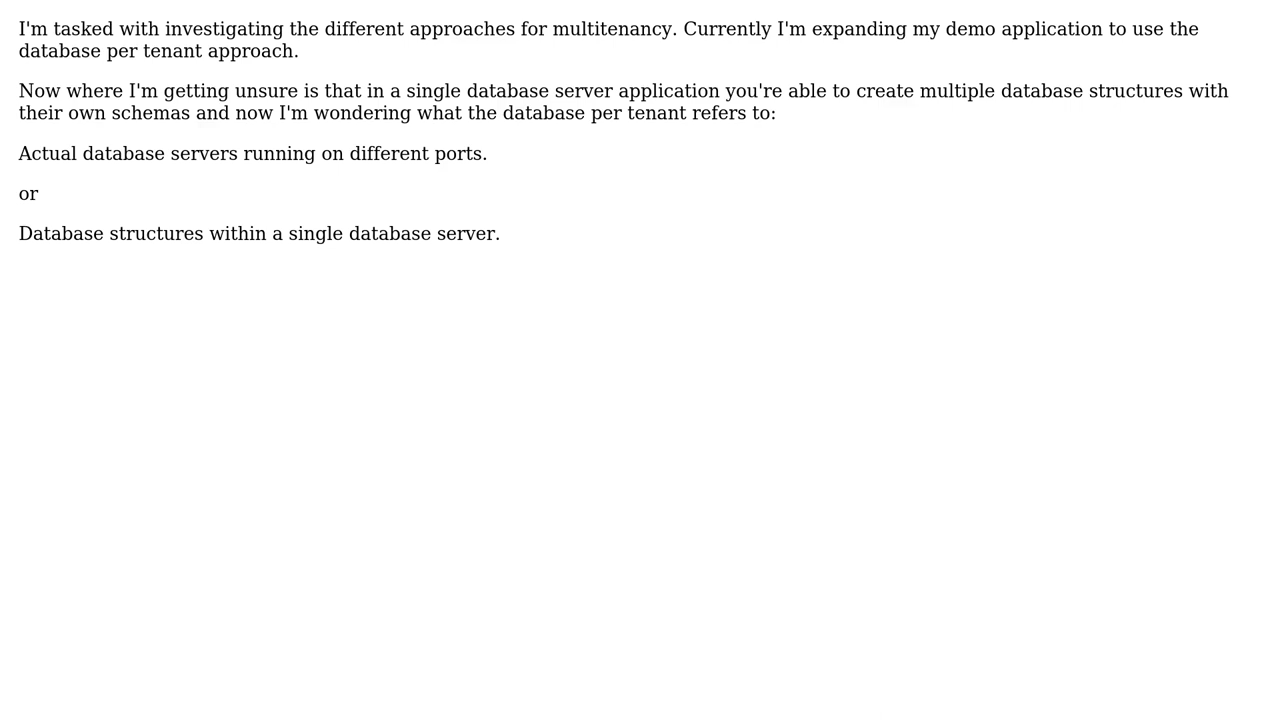 I'm tasked with investigating the different approaches for multitenancy. Currently I'm expanding my demo application to use the
database per tenant approach.
Now where I'm getting unsure is that in a single database server application you're able to create multiple database structures with
their own schemas and now I'm wondering what the database per tenant refers to:
Actual database servers running on different ports.
or
Database structures within a single database server.